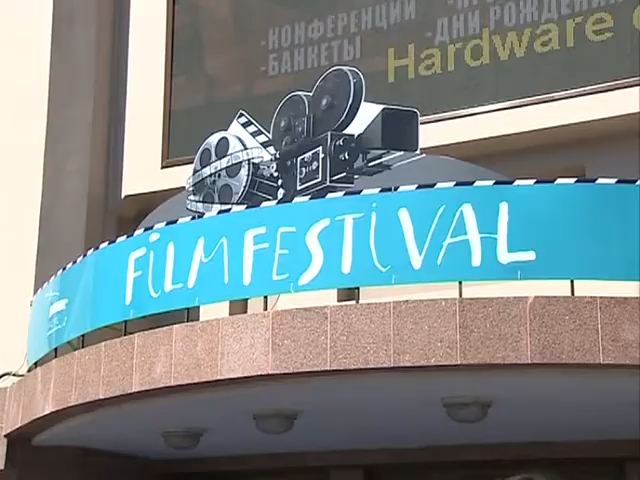 -КОНФЕРЕНЦИИ
-БАНКЕТЫ
-ДНИ РОЖДЕНИЯ
Hardware
FILMFESTIVAL